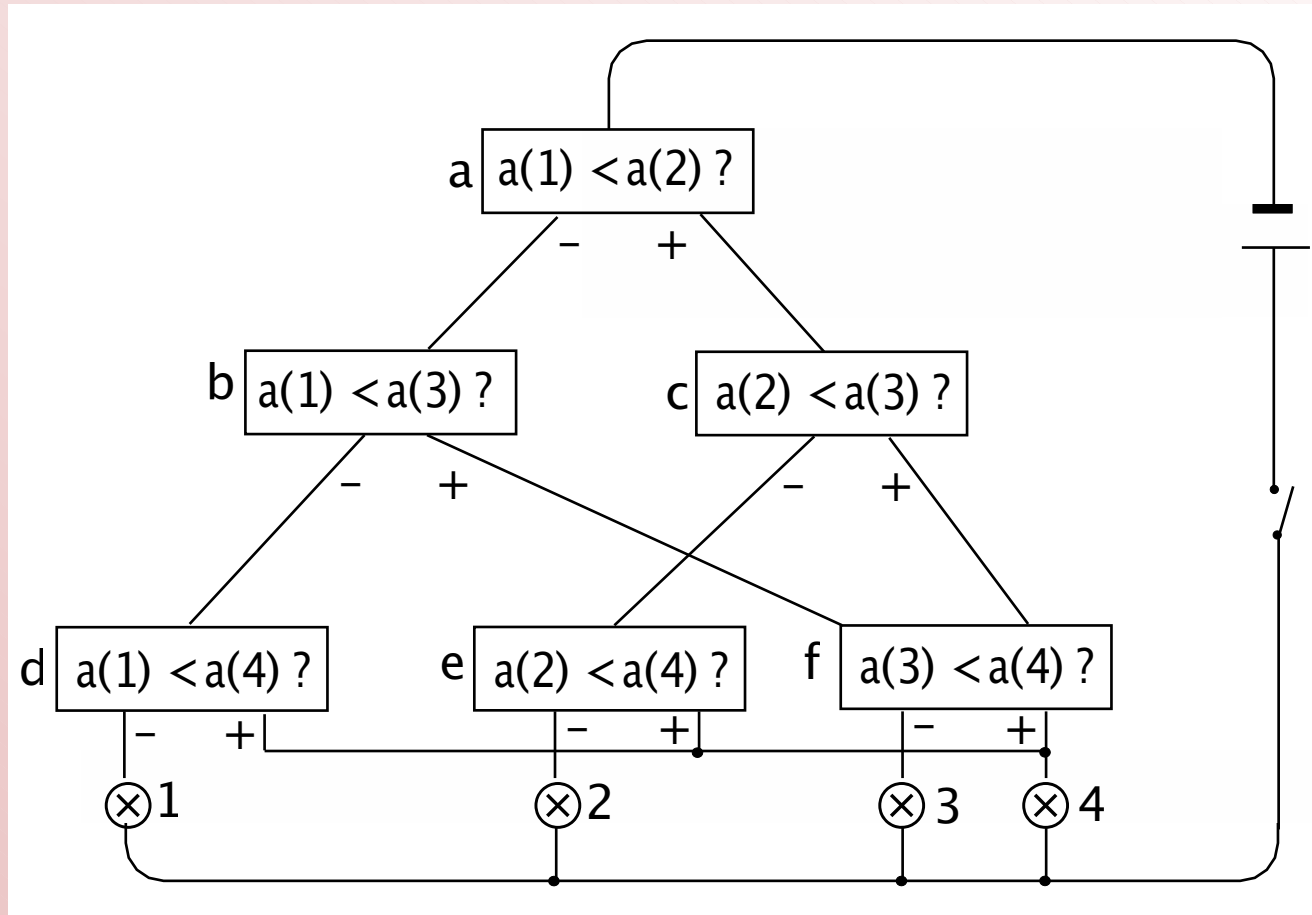 a a(1) < a(2) ?
- +
b a(1) < a(3) ?
c a(2) < a(3) ?
- +
- +
d a(1) < a(4) ?
e a(2) < a(4) ?
f a(3) < a(4) ?
- +
- +
- +
1
2
3
4